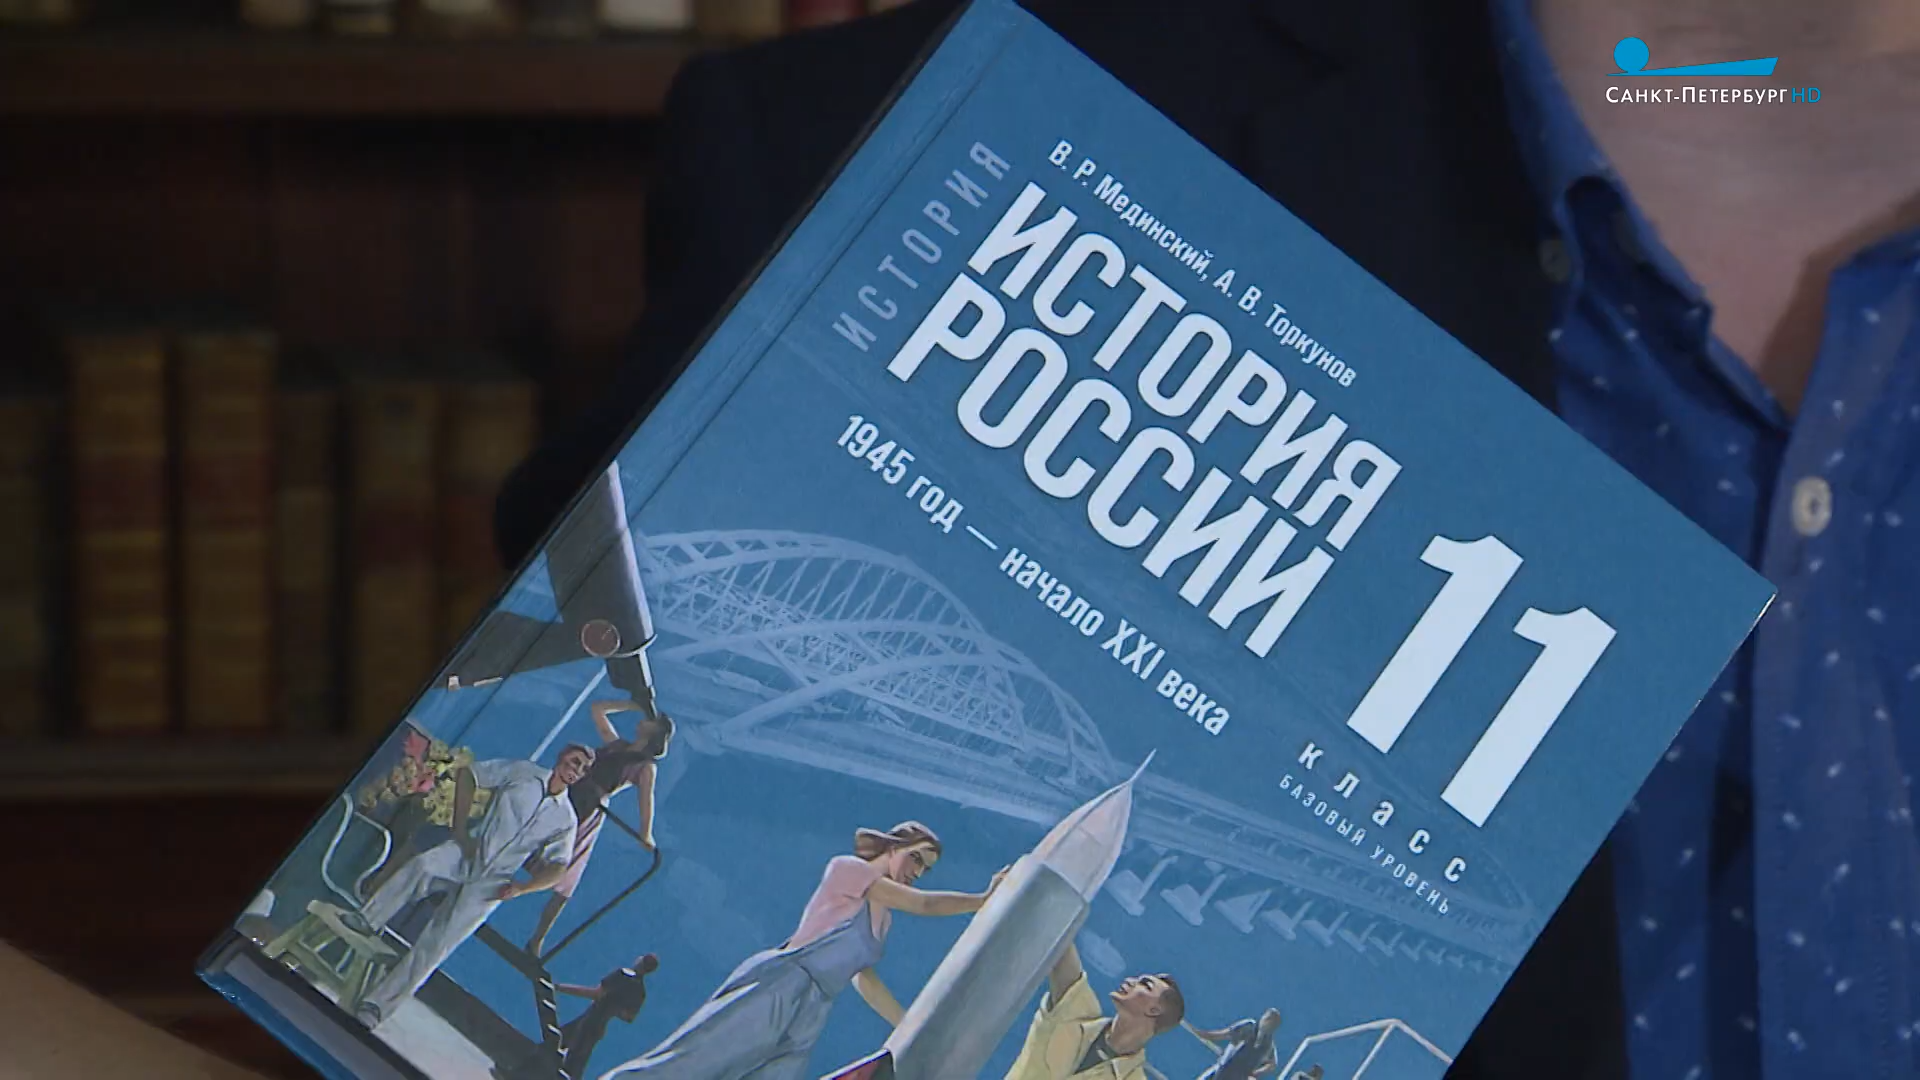 САНКТ-ПЕТЕРБУРГ HD
ИСТОРИЯ
В. Р. Мединский, А. В. Торкунов
ИСТОРИЯ
РОССИИ
1945 год — начало XXI века
11
класс
БАЗОВЫЙ УРОВЕНЬ